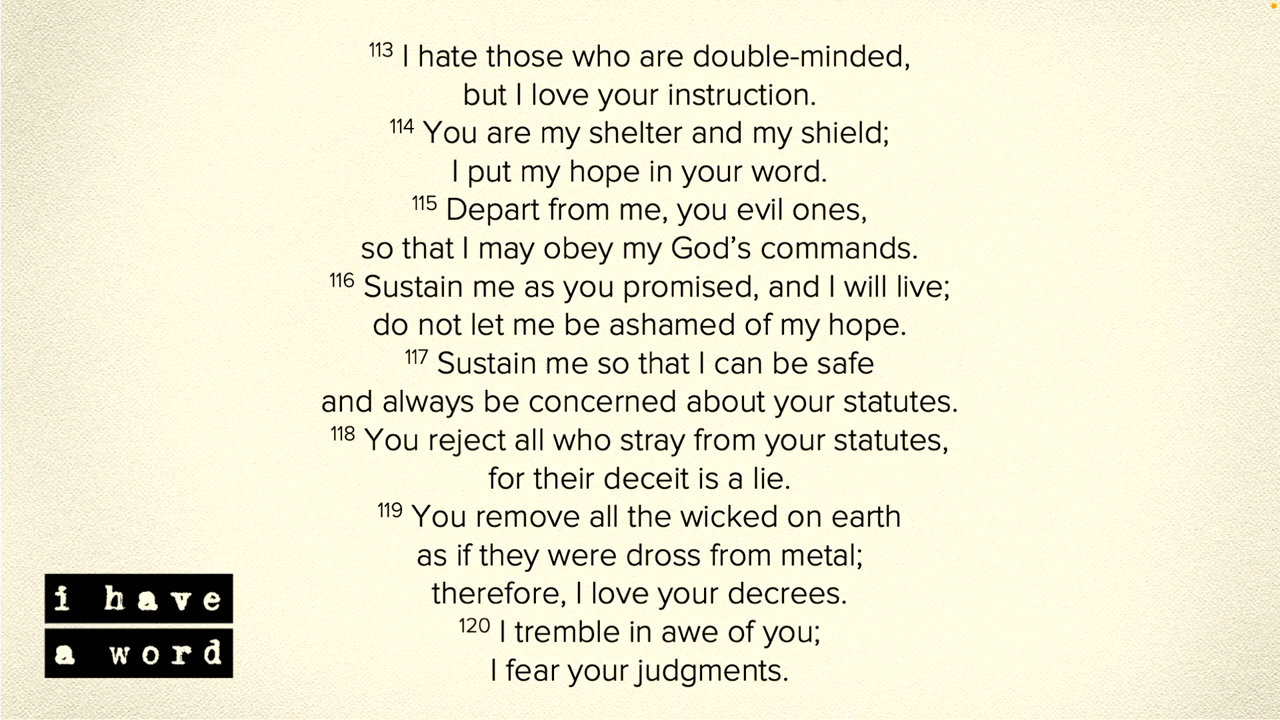 113 I hate those who are double-minded,
but I love your instruction.
114 You are my shelter and my shield;
I put my hope in your word.
115 Depart from me, you evil ones,
so that I may obey my God’s commands.
116 Sustain me as you promised, and I will live;
do not let me be ashamed of my hope.
117 Sustain me so that I can be safe
and always be concerned about your statutes.
118 You reject all who stray from your statutes,
for their deceit is a lie.
119 You remove all the wicked on earth
as if they were dross from metal;
therefore, I love your decrees.
120 I tremble in awe of you;
I fear your judgments.
i have
a word